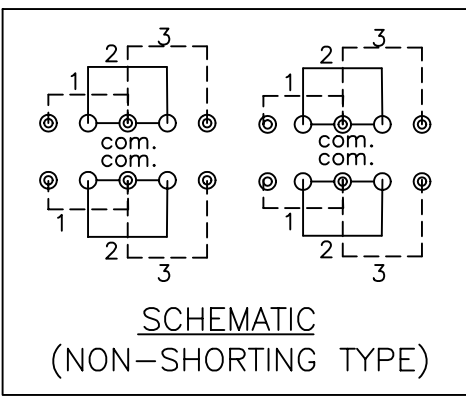 3 3
2 2
1 1
com. com.
com. com.
1 1
2 2
3 3
SCHEMATIC
(NON-SHORTING TYPE)